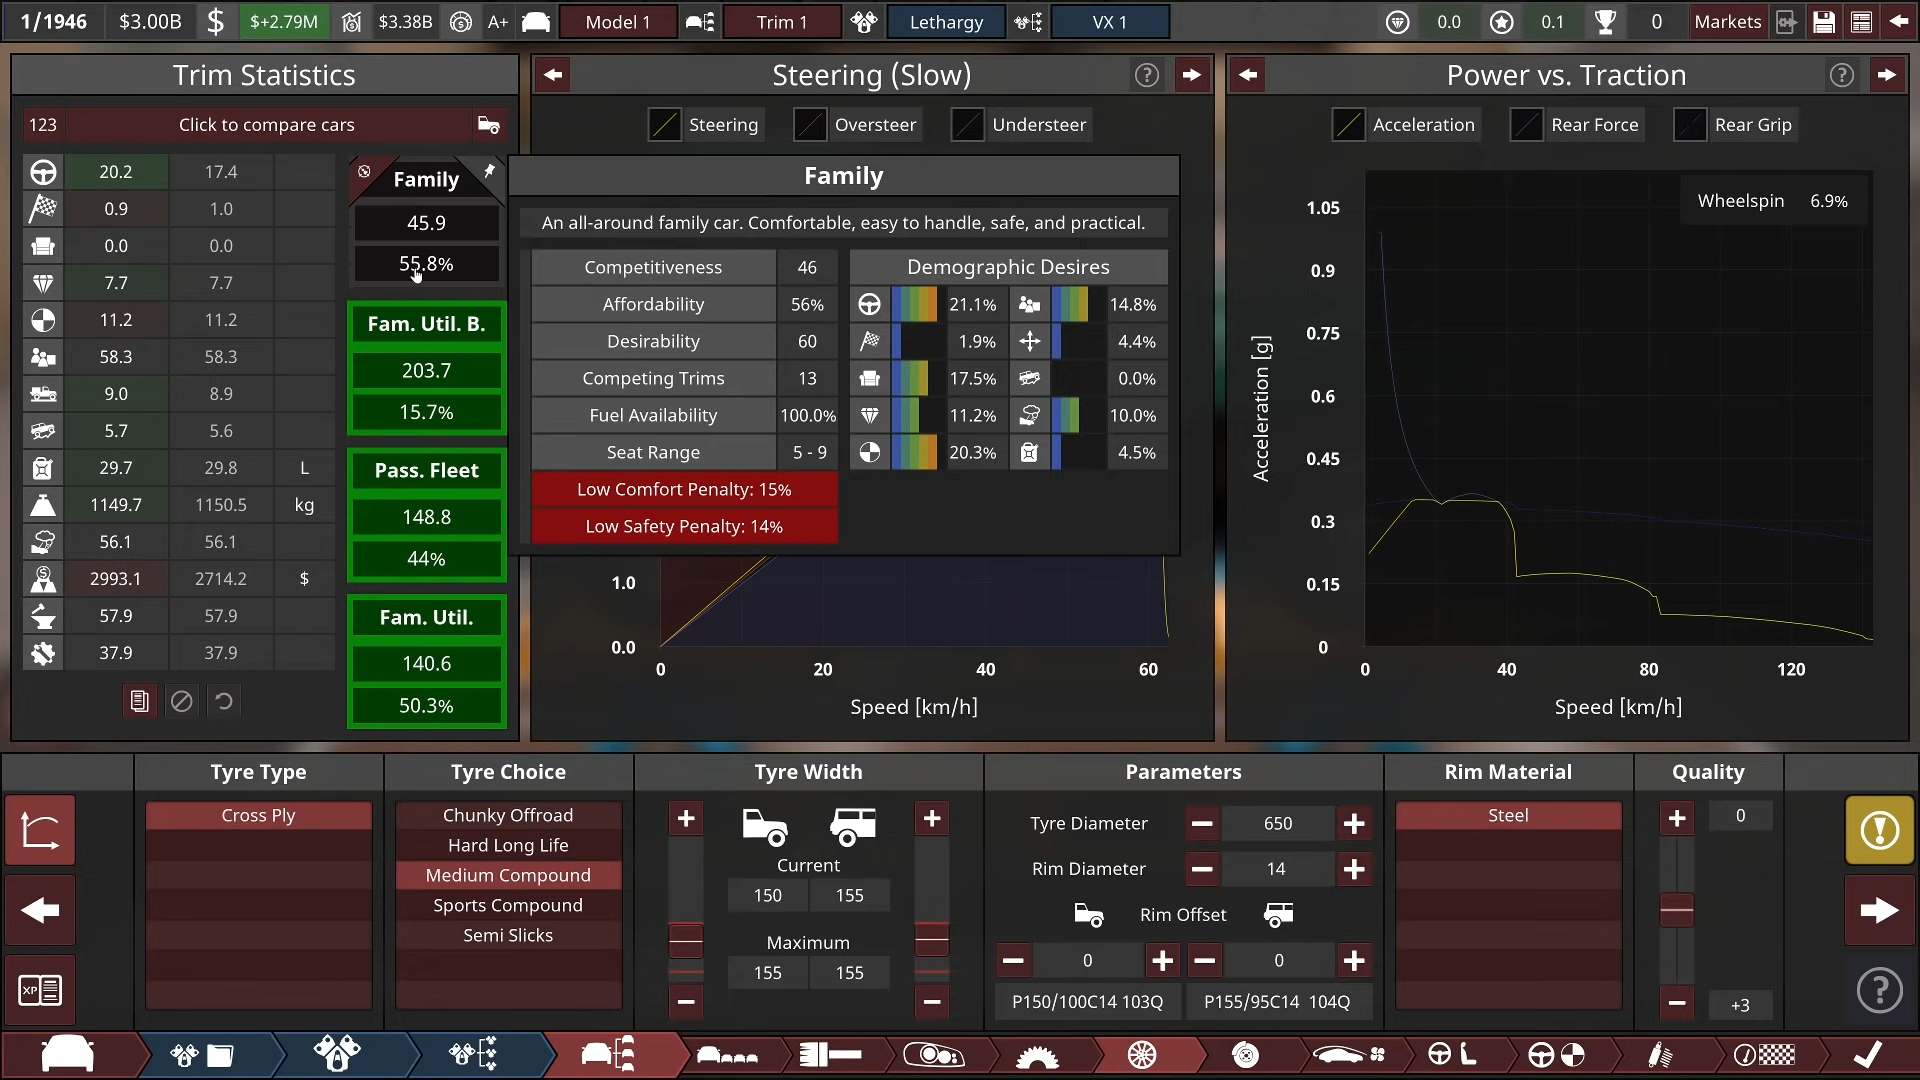 1/1946 $3.00B $+2.79M $3.38B A+ Model 1 Trim 1 Lethargy VX 1 0.0 0.1 0 Markets
Trim Statistics
123 Click to compare cars
20.2 17.4
0.9 1.0
0.0 0.0
7.7 7.7
11.2 11.2
58.3 58.3
9.0 8.9
5.7 5.6
29.7 29.8 L
1149.7 1150.5 kg
56.1 56.1
2993.1 2714.2 $
57.9 57.9
37.9 37.9
Family
45.9
55.8%
Fam. Util. B.
203.7
15.7%
Pass. Fleet
148.8
44%
Fam. Util.
140.6
50.3%
Steering (Slow)
Steering Oversteer Understeer
Family
An all-around family car. Comfortable, easy to handle, safe, and practical.
Competitiveness 46
Affordability 56%
Desirability 60
Competing Trims 13
Fuel Availability 100.0%
Seat Range 5 - 9
Low Comfort Penalty: 15%
Low Safety Penalty: 14%
Demographic Desires
21.1% 14.8%
1.9% 4.4%
17.5% 0.0%
11.2% 10.0%
20.3% 4.5%
1.0
0.0
0 20 40 60
Speed [km/h]
Power vs. Traction
Acceleration Rear Force Rear Grip
Wheelspin 6.9%
Acceleration [g]
1.05
0.9
0.75
0.6
0.45
0.3
0.15
0
0 40 80 120
Speed [km/h]
Tyre Type
Cross Ply
Tyre Choice
Chunky Offroad
Hard Long Life
Medium Compound
Sports Compound
Semi Slicks
Tyre Width
Current
150 155
Maximum
155 155
Parameters
Tyre Diameter 650
Rim Diameter 14
Rim Offset
0 0
P150/100C14 103Q P155/95C14 104Q
Rim Material
Steel
Quality
0
+3
XP